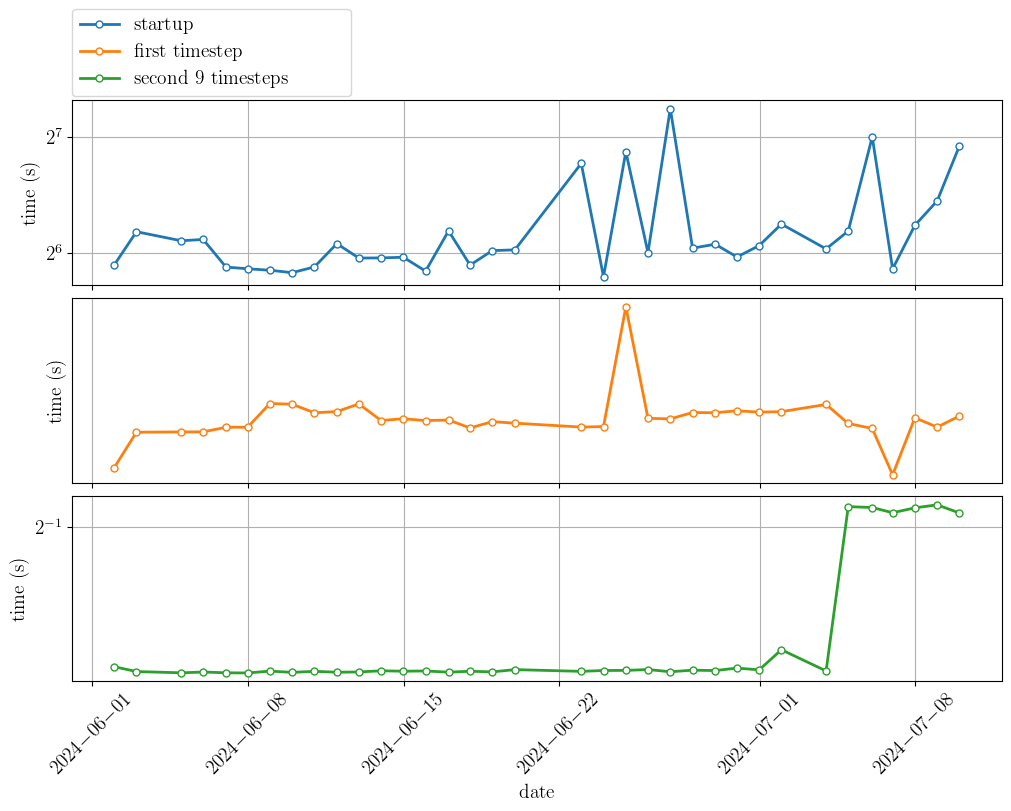 startup
first timestep
second 9 timesteps
2⁷
2⁶
time (s)
time (s)
2⁻¹
time (s)
2024−06−01
2024−06−08
2024−06−15
2024−06−22
2024−07−01
2024−07−08
date